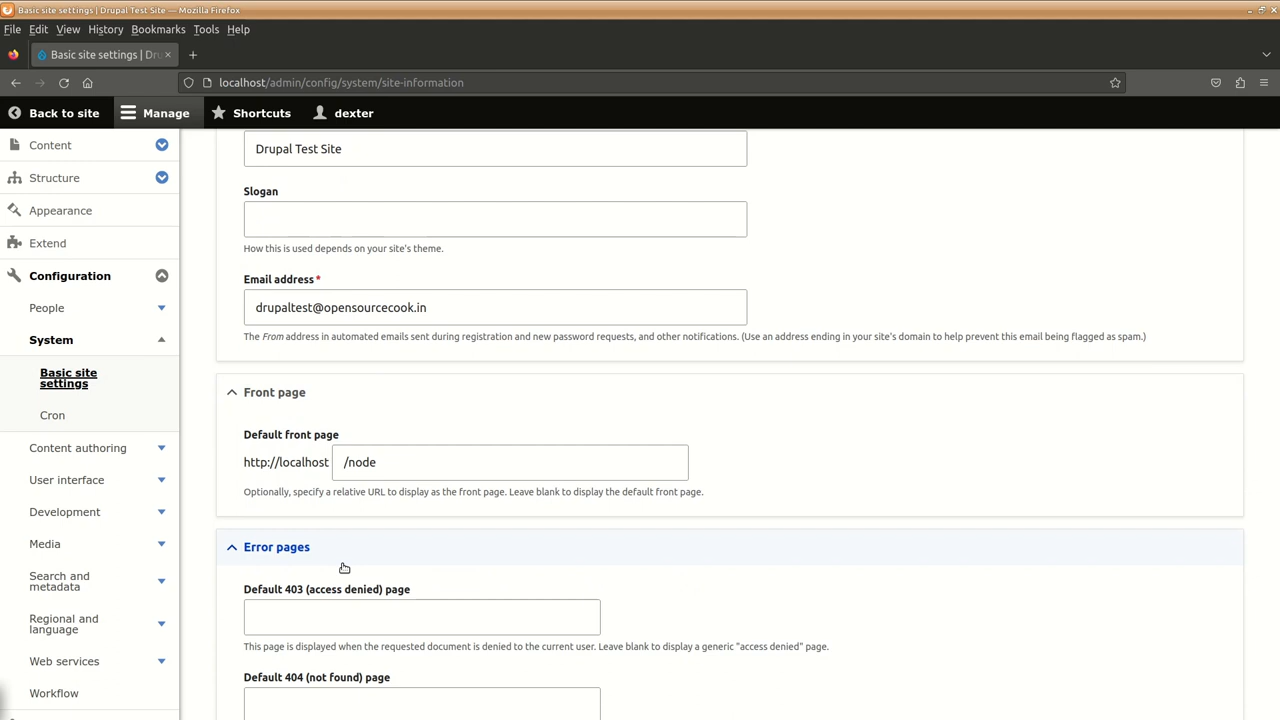 Basic site settings | Drupal Test Site — Mozilla Firefox
File Edit View History Bookmarks Tools Help
Basic site settings | Dru
localhost/admin/config/system/site-information
Back to site Manage Shortcuts dexter
Content
Structure
Appearance
Extend
Configuration
People
System
Basic site
settings
Cron
Content authoring
User interface
Development
Media
Search and
metadata
Regional and
language
Web services
Workflow
Drupal Test Site
Slogan
How this is used depends on your site's theme.
Email address*
drupaltest@opensourcecook.in
The From address in automated emails sent during registration and new password requests, and other notifications. (Use an address ending in your site's domain to help prevent this email being flagged as spam.)
Front page
Default front page
http://localhost /node
Optionally, specify a relative URL to display as the front page. Leave blank to display the default front page.
Error pages
Default 403 (access denied) page
This page is displayed when the requested document is denied to the current user. Leave blank to display a generic "access denied" page.
Default 404 (not found) page